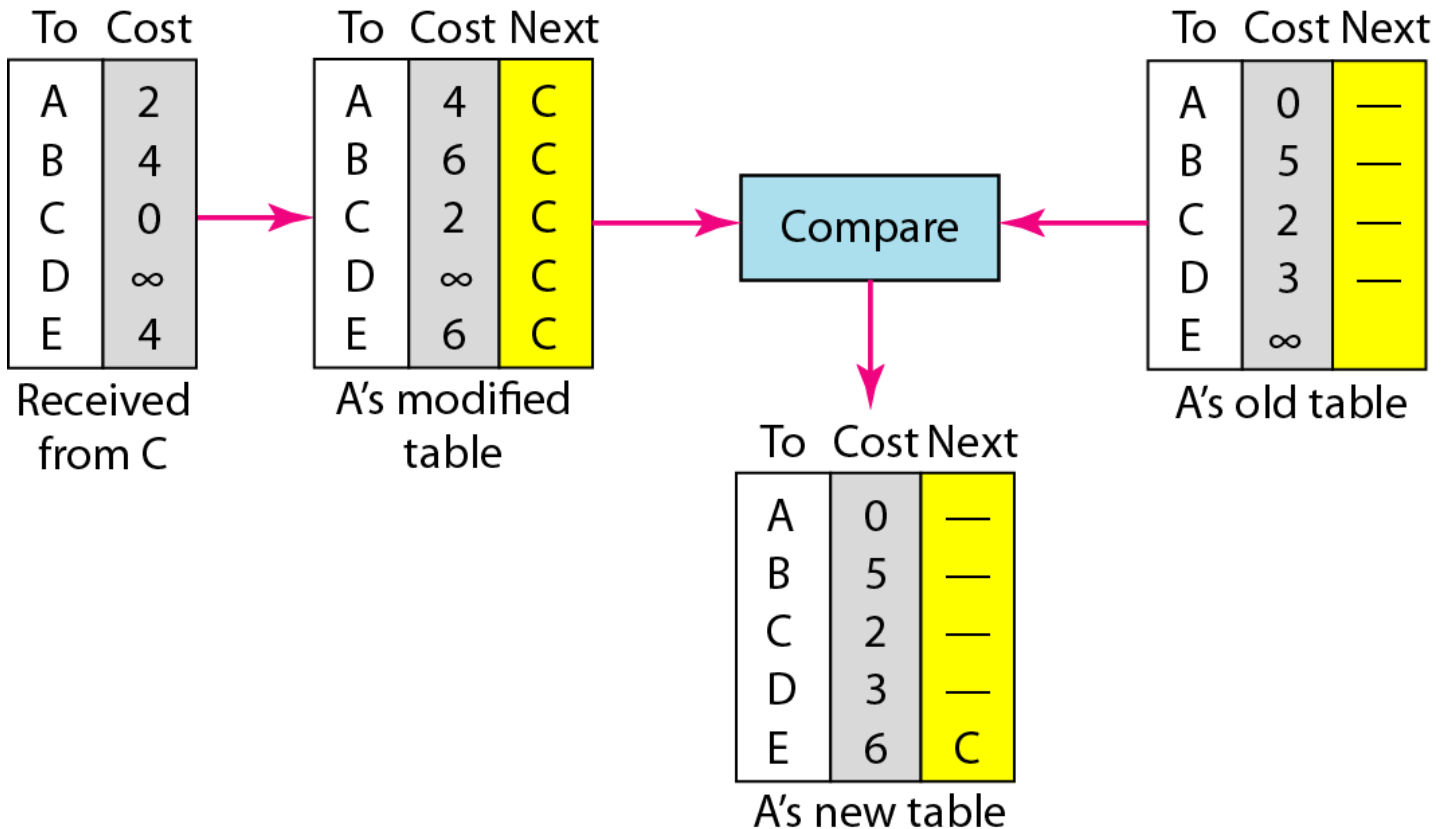 To Cost
A 2
B 4
C 0
D ∞
E 4
Received
from C
To Cost Next
A 4 C
B 6 C
C 2 C
D ∞ C
E 6 C
A's modified
table
Compare
To Cost Next
A 0 —
B 5 —
C 2 —
D 3 —
E ∞
A's old table
To Cost Next
A 0 —
B 5 —
C 2 —
D 3 —
E 6 C
A's new table